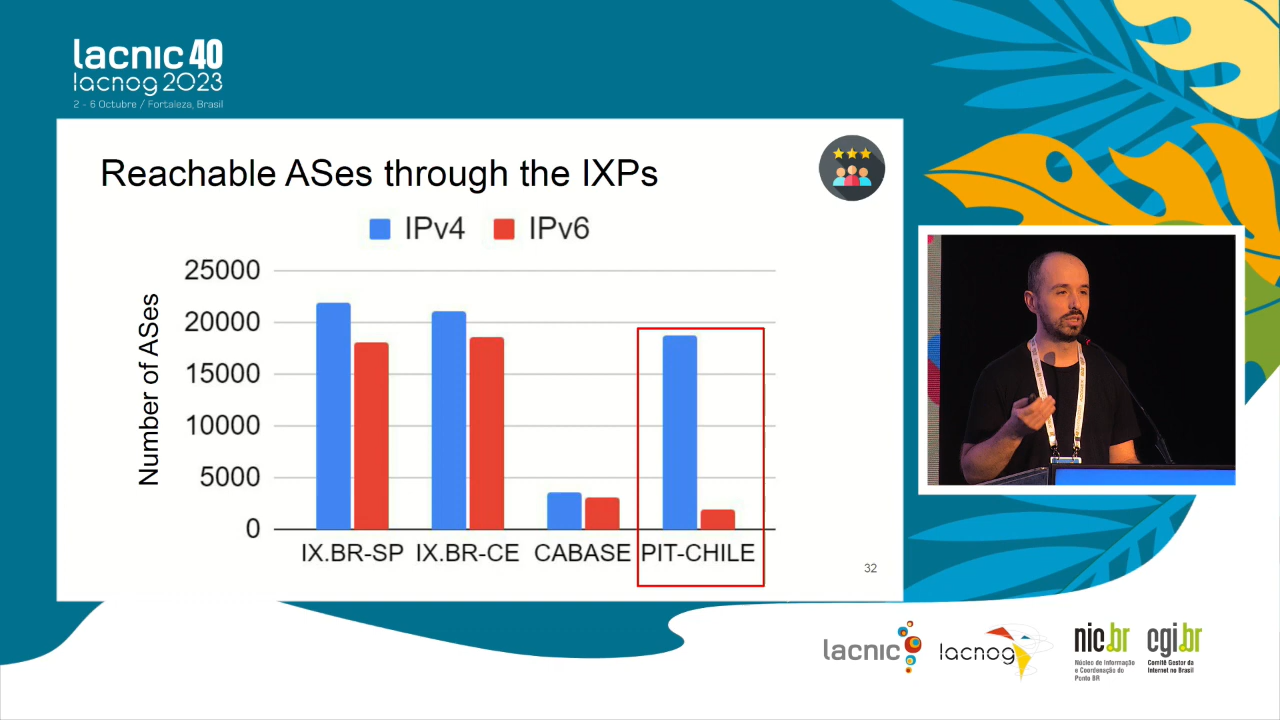 lacnic 40
lacnog 2023
2 - 6 Octubre / Fortaleza, Brasil
Reachable ASes through the IXPs
IPv4 IPv6
Number of ASes
25000
20000
15000
10000
5000
0
IX.BR-SP IX.BR-CE CABASE PIT-CHILE
32
lacnic
lacnog
nic.br
Núcleo de Informação
e Coordenação do
Ponto BR
cgi.br
Comitê Gestor da
Internet no Brasil